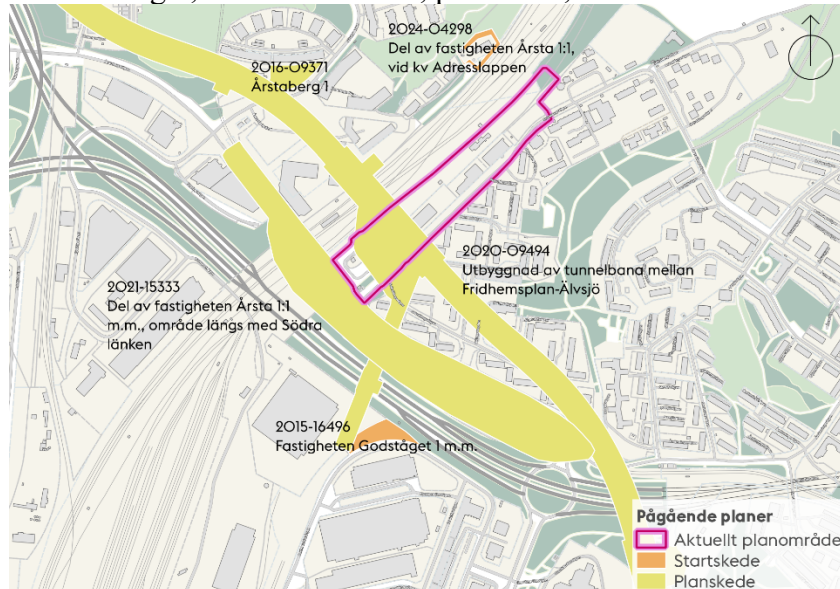 2024-04298
Del av fastigheten Årsta 1:1,
vid kv Adresslappen
2016-09371
Årstaberg 1
2020-09494
Utbyggnad av tunnelbana mellan
Fridhemsplan-Älvsjö
2021-15333
Del av fastigheten Årsta 1:1
m.m., område längs med Södra
länken
2015-16496
Fastigheten Godståget 1 m.m.
Pågående planer
Aktuellt planområde
Startskede
Planskede